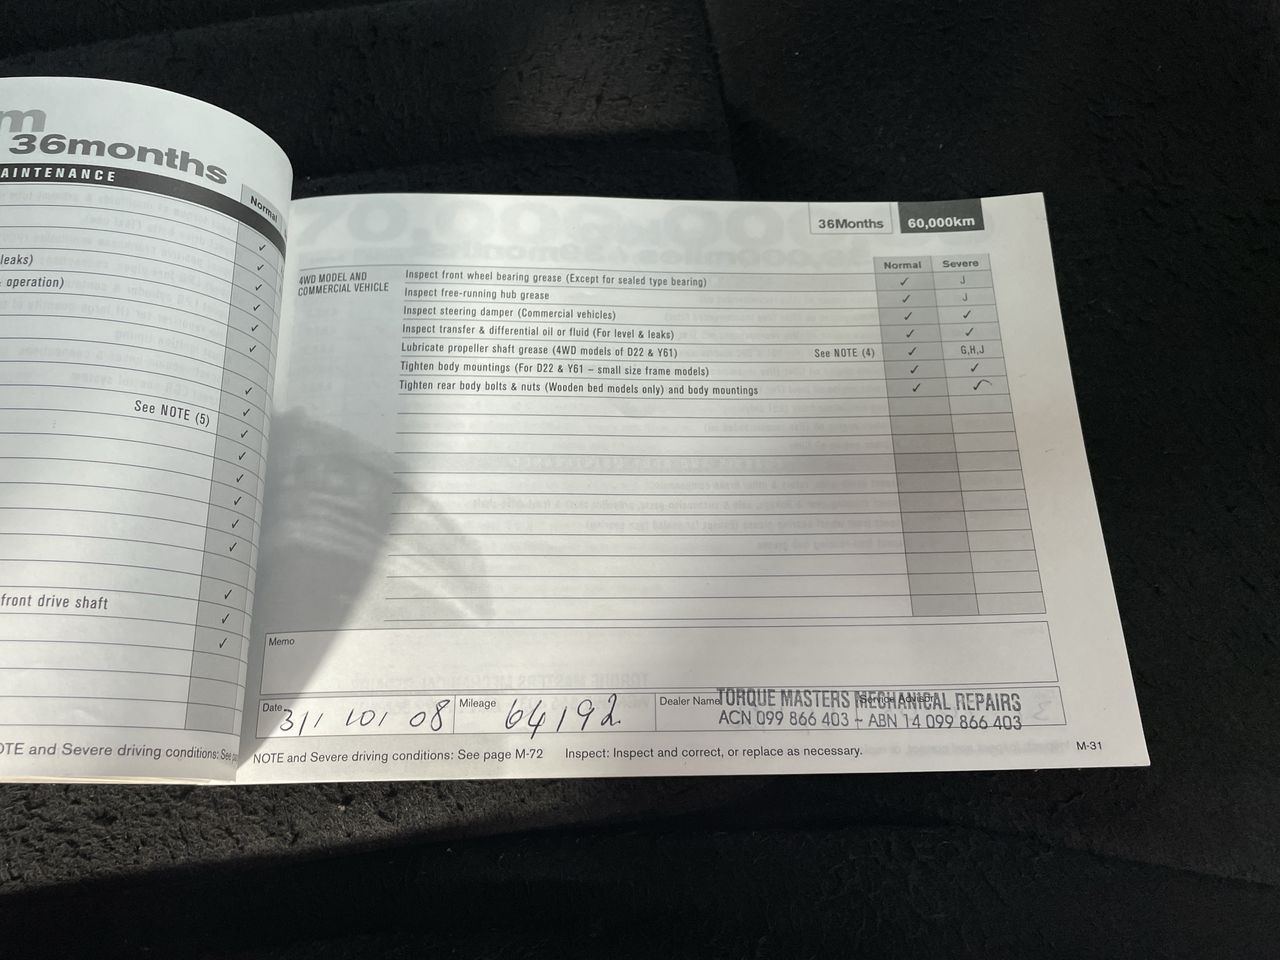 36months
AINTENANCE
Normal
leaks)
operation)
See NOTE (5)
front drive shaft
NOTE and Severe driving conditions: See
36Months 60,000km
Normal Severe
4WD MODEL AND
COMMERCIAL VEHICLE
Inspect front wheel bearing grease (Except for sealed type bearing) ✓ J
Inspect free-running hub grease ✓ J
Inspect steering damper (Commercial vehicles) ✓ ✓
Inspect transfer & differential oil or fluid (For level & leaks) ✓ ✓
Lubricate propeller shaft grease (4WD models of D22 & Y61) See NOTE (4) ✓ G,H,J
Tighten body mountings (For D22 & Y61 – small size frame models) ✓ ✓
Tighten rear body bolts & nuts (Wooden bed models only) and body mountings ✓ ✓
Memo
Date 31/ 10/ 08 Mileage 64192 Dealer Name TORQUE MASTERS MECHANICAL REPAIRS
ACN 099 866 403 – ABN 14 099 866 403
NOTE and Severe driving conditions: See page M-72 Inspect: Inspect and correct, or replace as necessary.
M-31